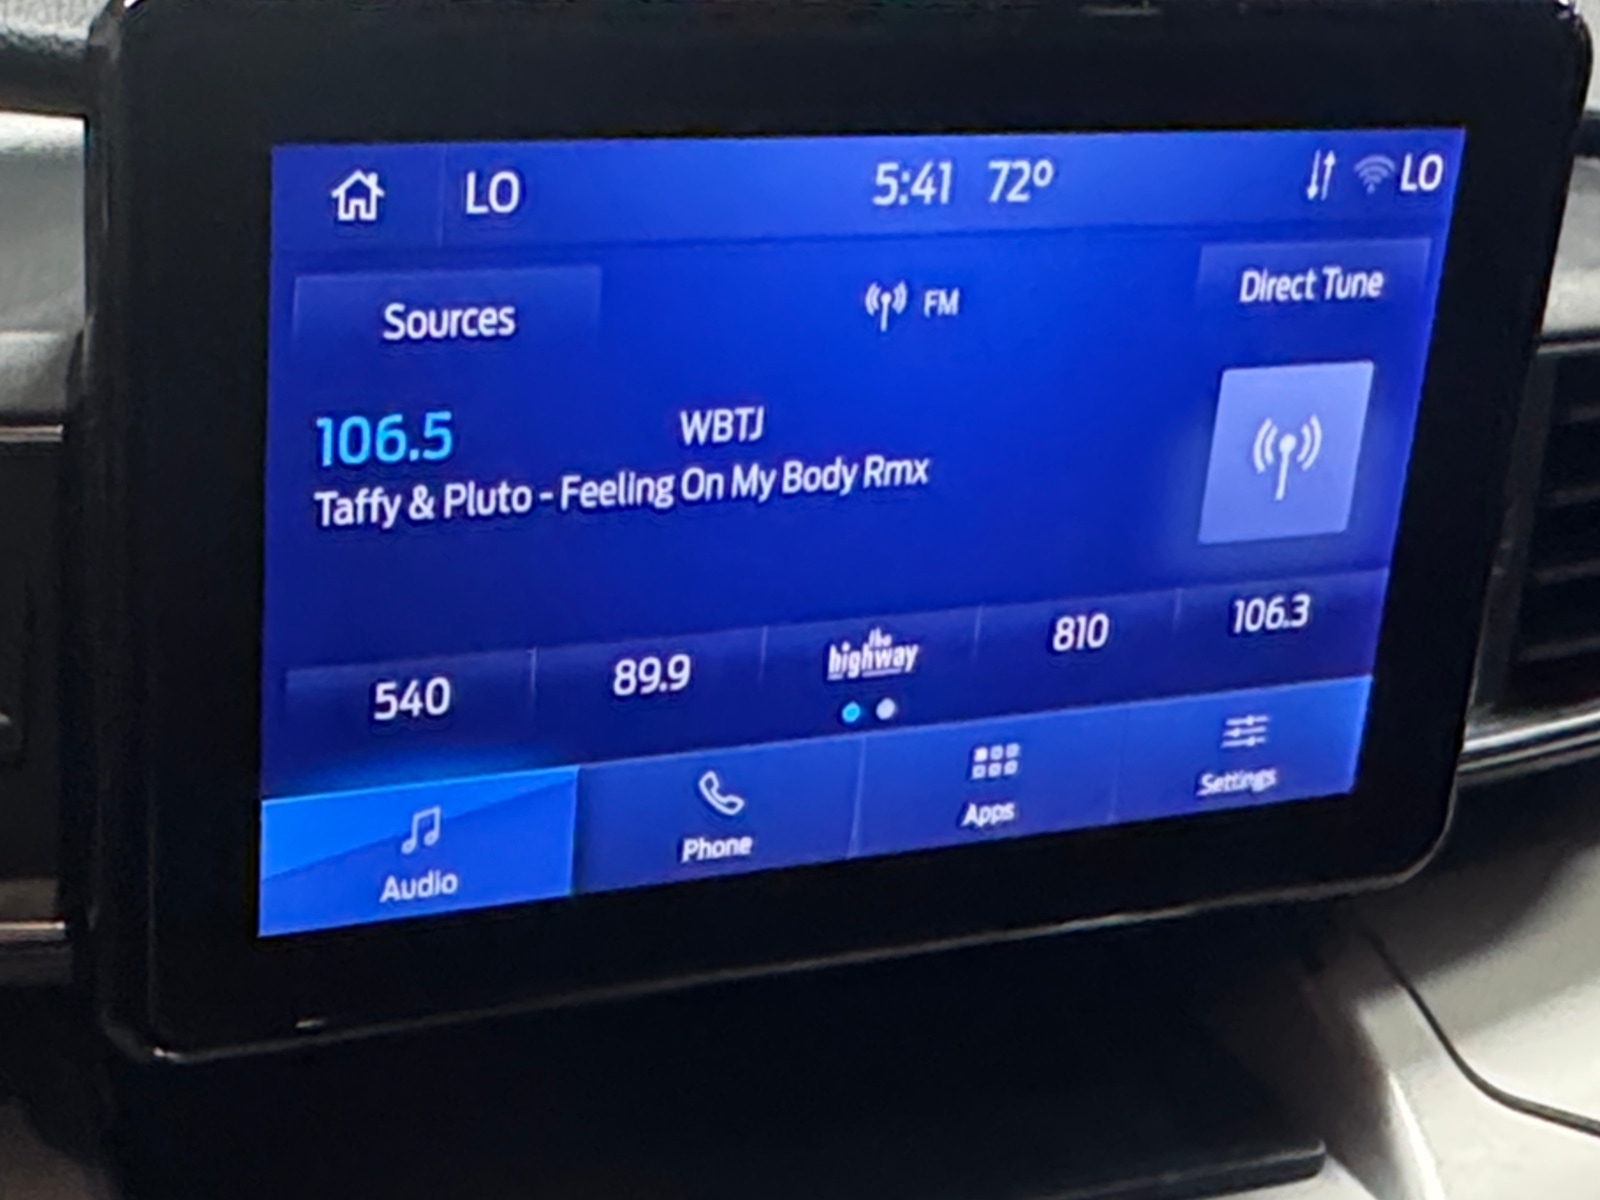 LO 5:41 72° LO
Sources FM Direct Tune
106.5 WBTJ
Taffy & Pluto - Feeling On My Body Rmx
540 89.9 the highway 810 106.3
Audio Phone Apps Settings